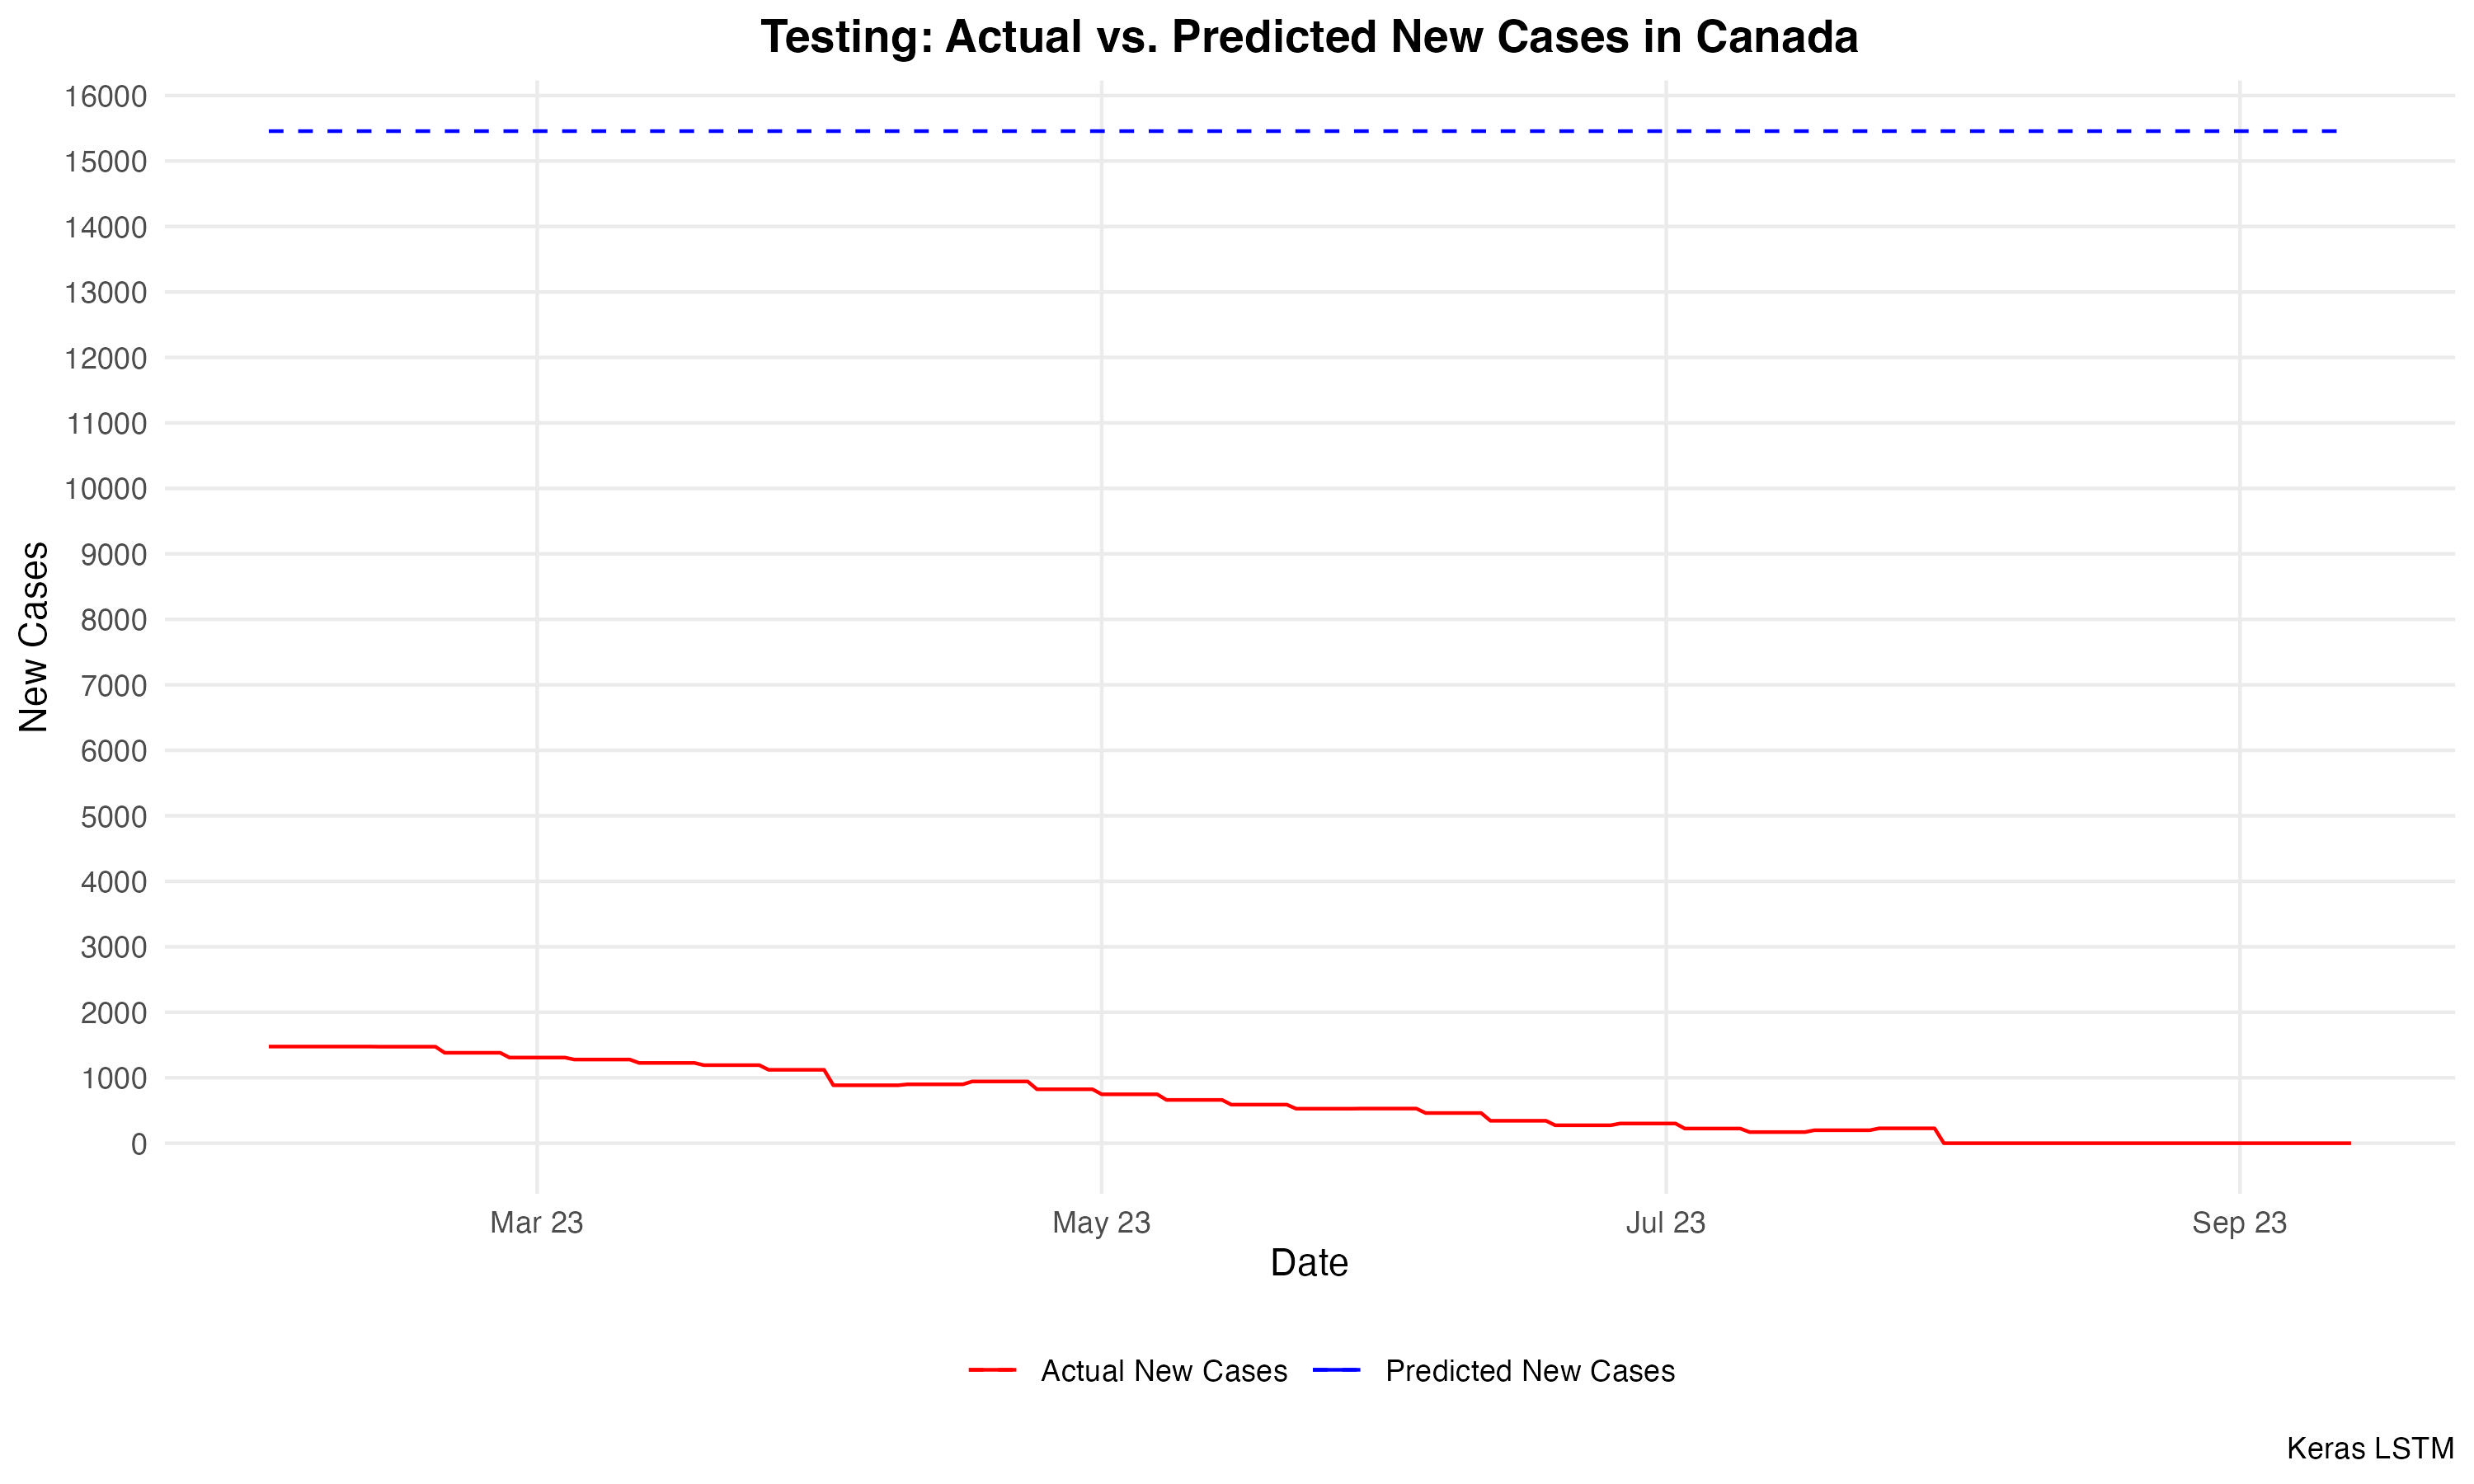 Testing: Actual vs. Predicted New Cases in Canada
16000
15000
14000
13000
12000
11000
10000
9000
8000
7000
6000
5000
4000
3000
2000
1000
0
New Cases
Mar 23 May 23 Jul 23 Sep 23
Date
Actual New Cases Predicted New Cases
Keras LSTM